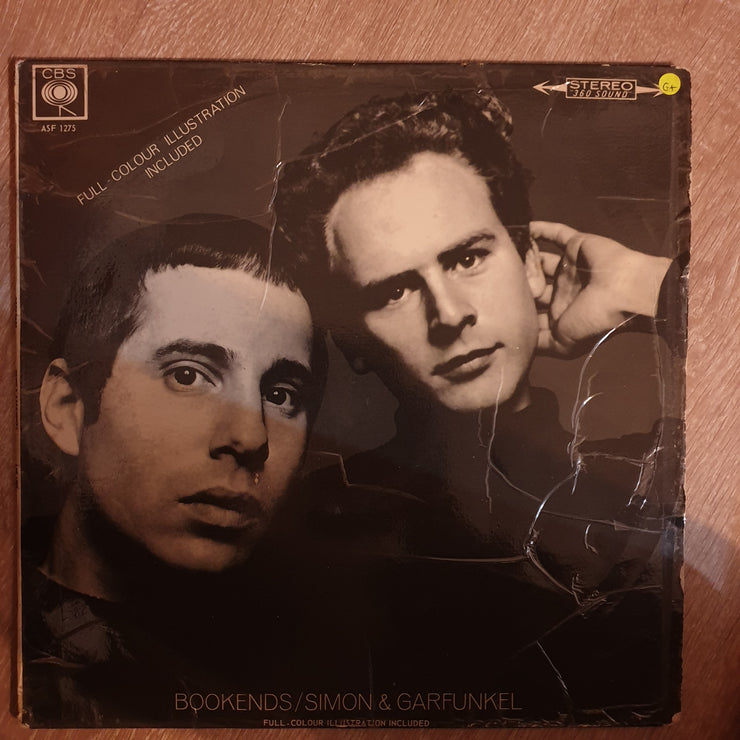 CBS
ASF 1275
FULL-COLOUR ILLUSTRATION
INCLUDED
STEREO
360 SOUND
G+
BOOKENDS/SIMON & GARFUNKEL
FULL-COLOUR ILLUSTRATION INCLUDED